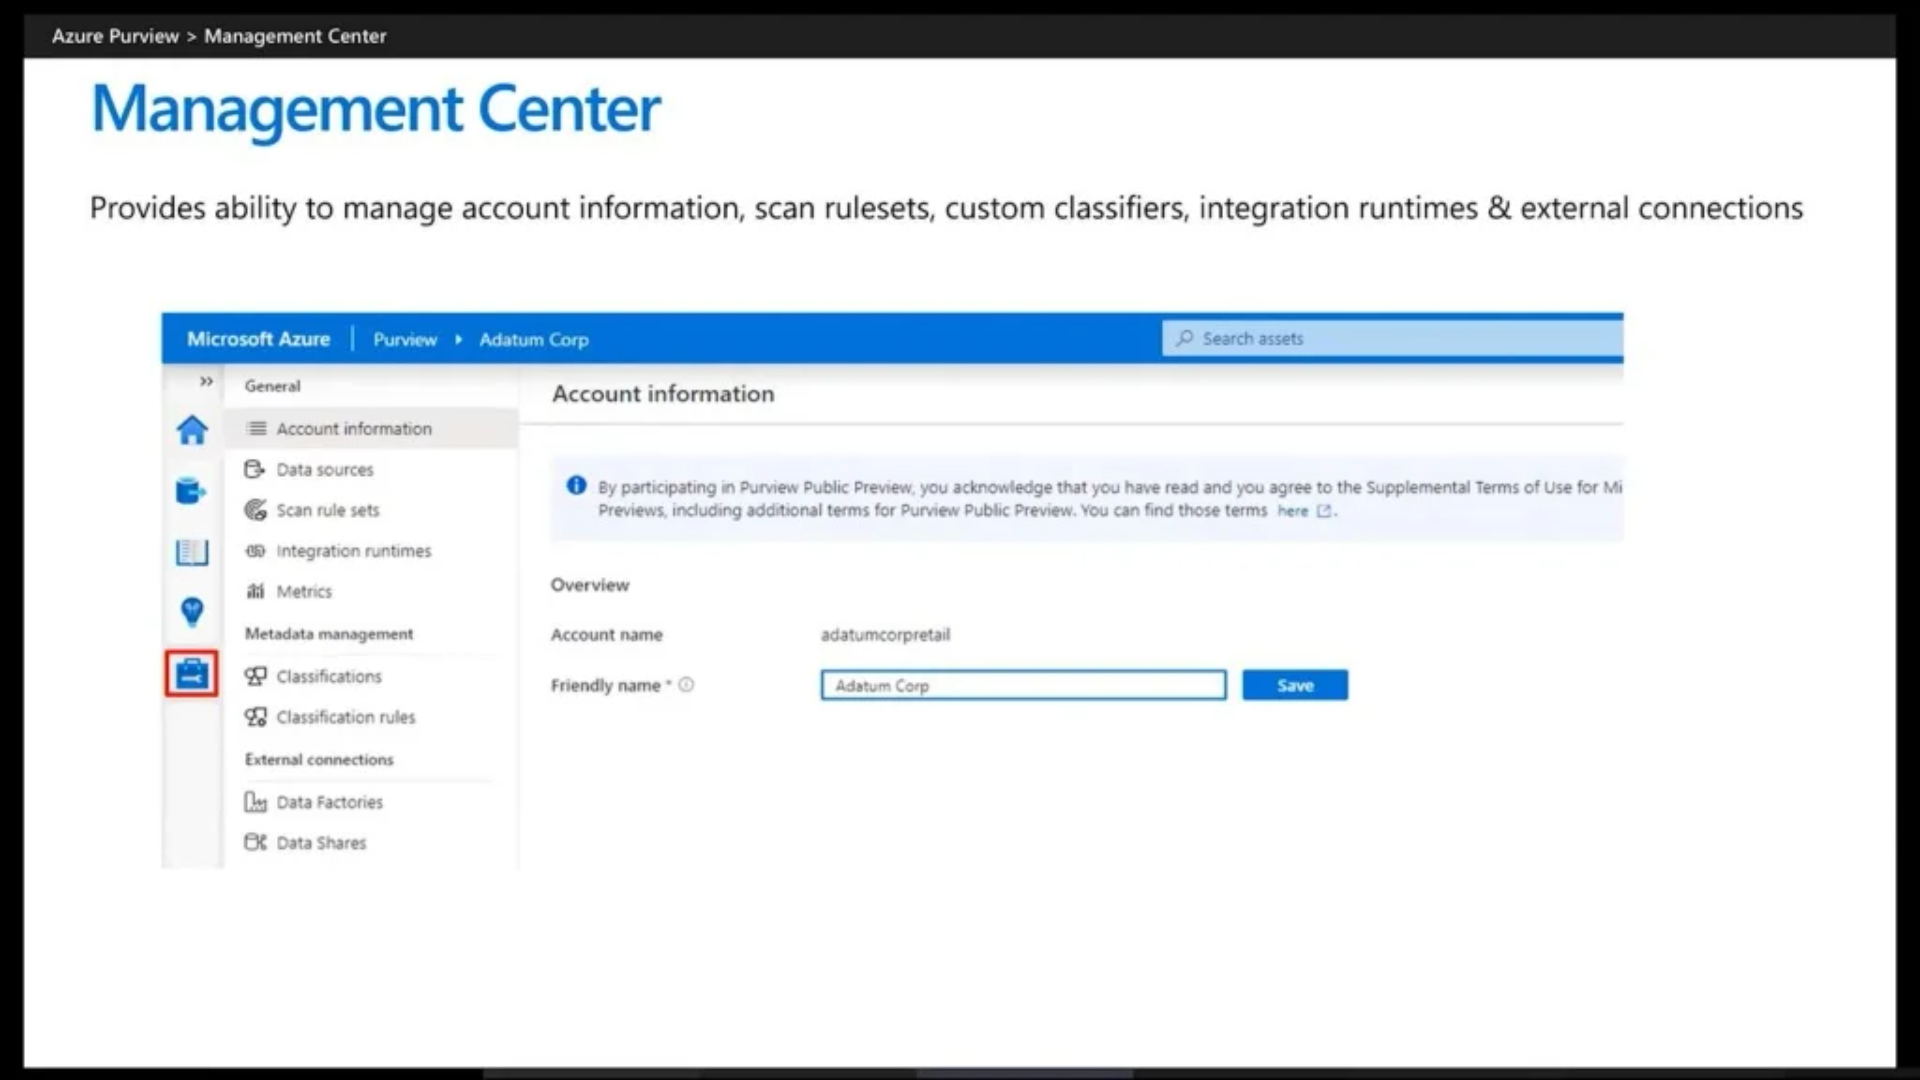 Azure Purview > Management Center
Management Center
Provides ability to manage account information, scan rulesets, custom classifiers, integration runtimes & external connections
Microsoft Azure | Purview ▸ Adatum Corp
Search assets
»
General
Account information
Data sources
Scan rule sets
Integration runtimes
Metrics
Metadata management
Classifications
Classification rules
External connections
Data Factories
Data Shares
Account information
By participating in Purview Public Preview, you acknowledge that you have read and you agree to the Supplemental Terms of Use for Mi
Previews, including additional terms for Purview Public Preview. You can find those terms here.
Overview
Account name adatumcorpretail
Friendly name * Adatum Corp Save